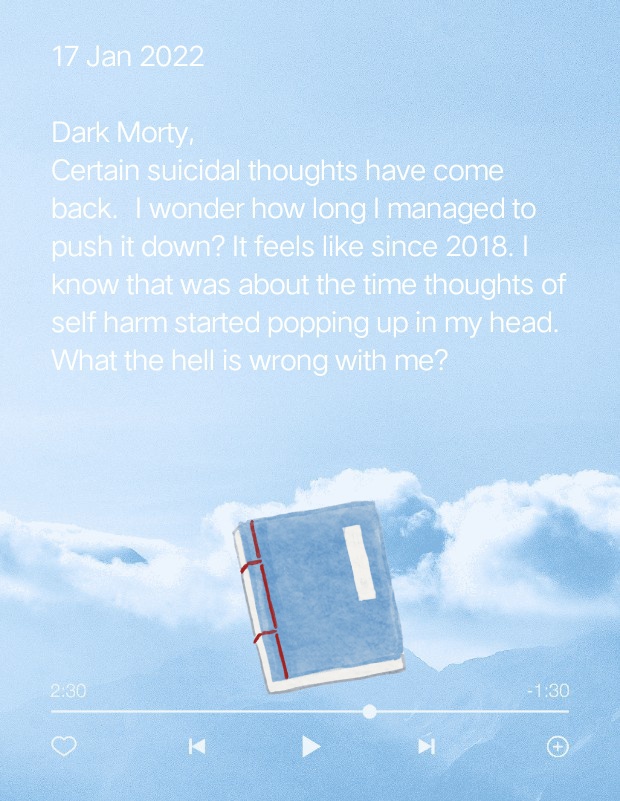 17 Jan 2022
Dark Morty,
Certain suicidal thoughts have come
back.  I wonder how long I managed to
push it down? It feels like since 2018. I
know that was about the time thoughts of
self harm started popping up in my head.
What the hell is wrong with me?
2:30 -1:30